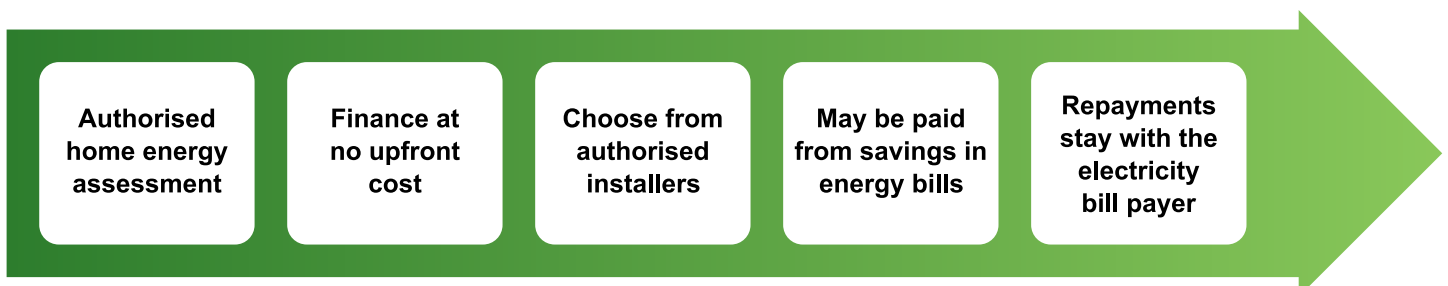 Authorised
home energy
assessment
Finance at
no upfront
cost
Choose from
authorised
installers
May be paid
from savings in
energy bills
Repayments
stay with the
electricity
bill payer